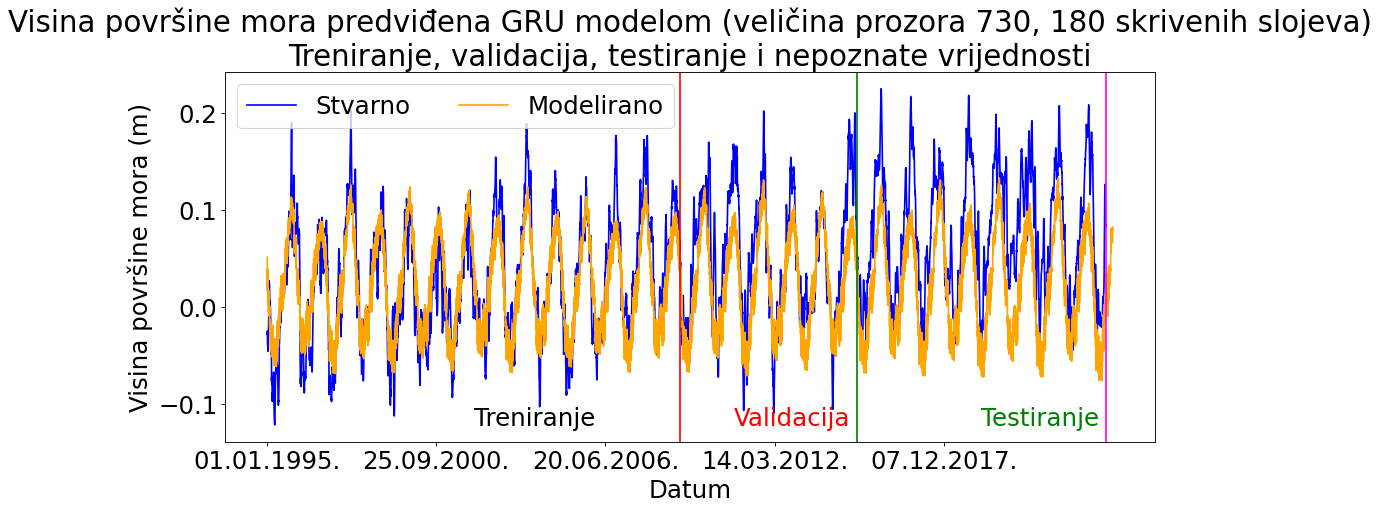 Visina površine mora predviđena GRU modelom (veličina prozora 730, 180 skrivenih slojeva)
Treniranje, validacija, testiranje i nepoznate vrijednosti
Stvarno Modelirano
Visina površine mora (m)
0.2
0.1
0.0
−0.1
Treniranje Validacija Testiranje
01.01.1995. 25.09.2000. 20.06.2006. 14.03.2012. 07.12.2017.
Datum